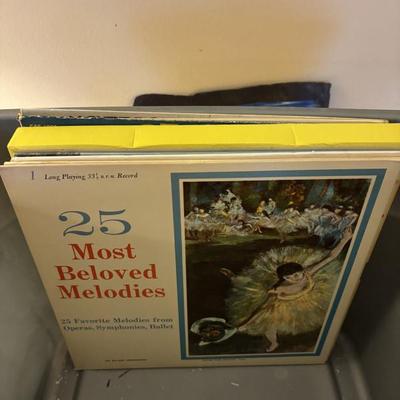 1 Long Playing 33⅓ R.P.M. Record
25
Most
Beloved
Melodies
25 Favorite Melodies from
Operas, Symphonies, Ballet